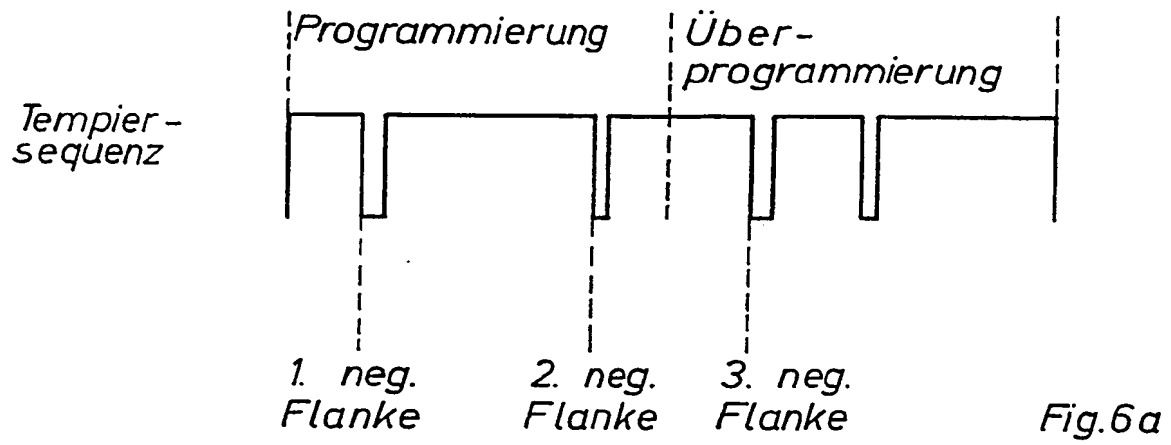 Programmierung
Über-
programmierung
Tempier-
sequenz
1. neg.
Flanke
2. neg.
Flanke
3. neg.
Flanke
Fig.6a